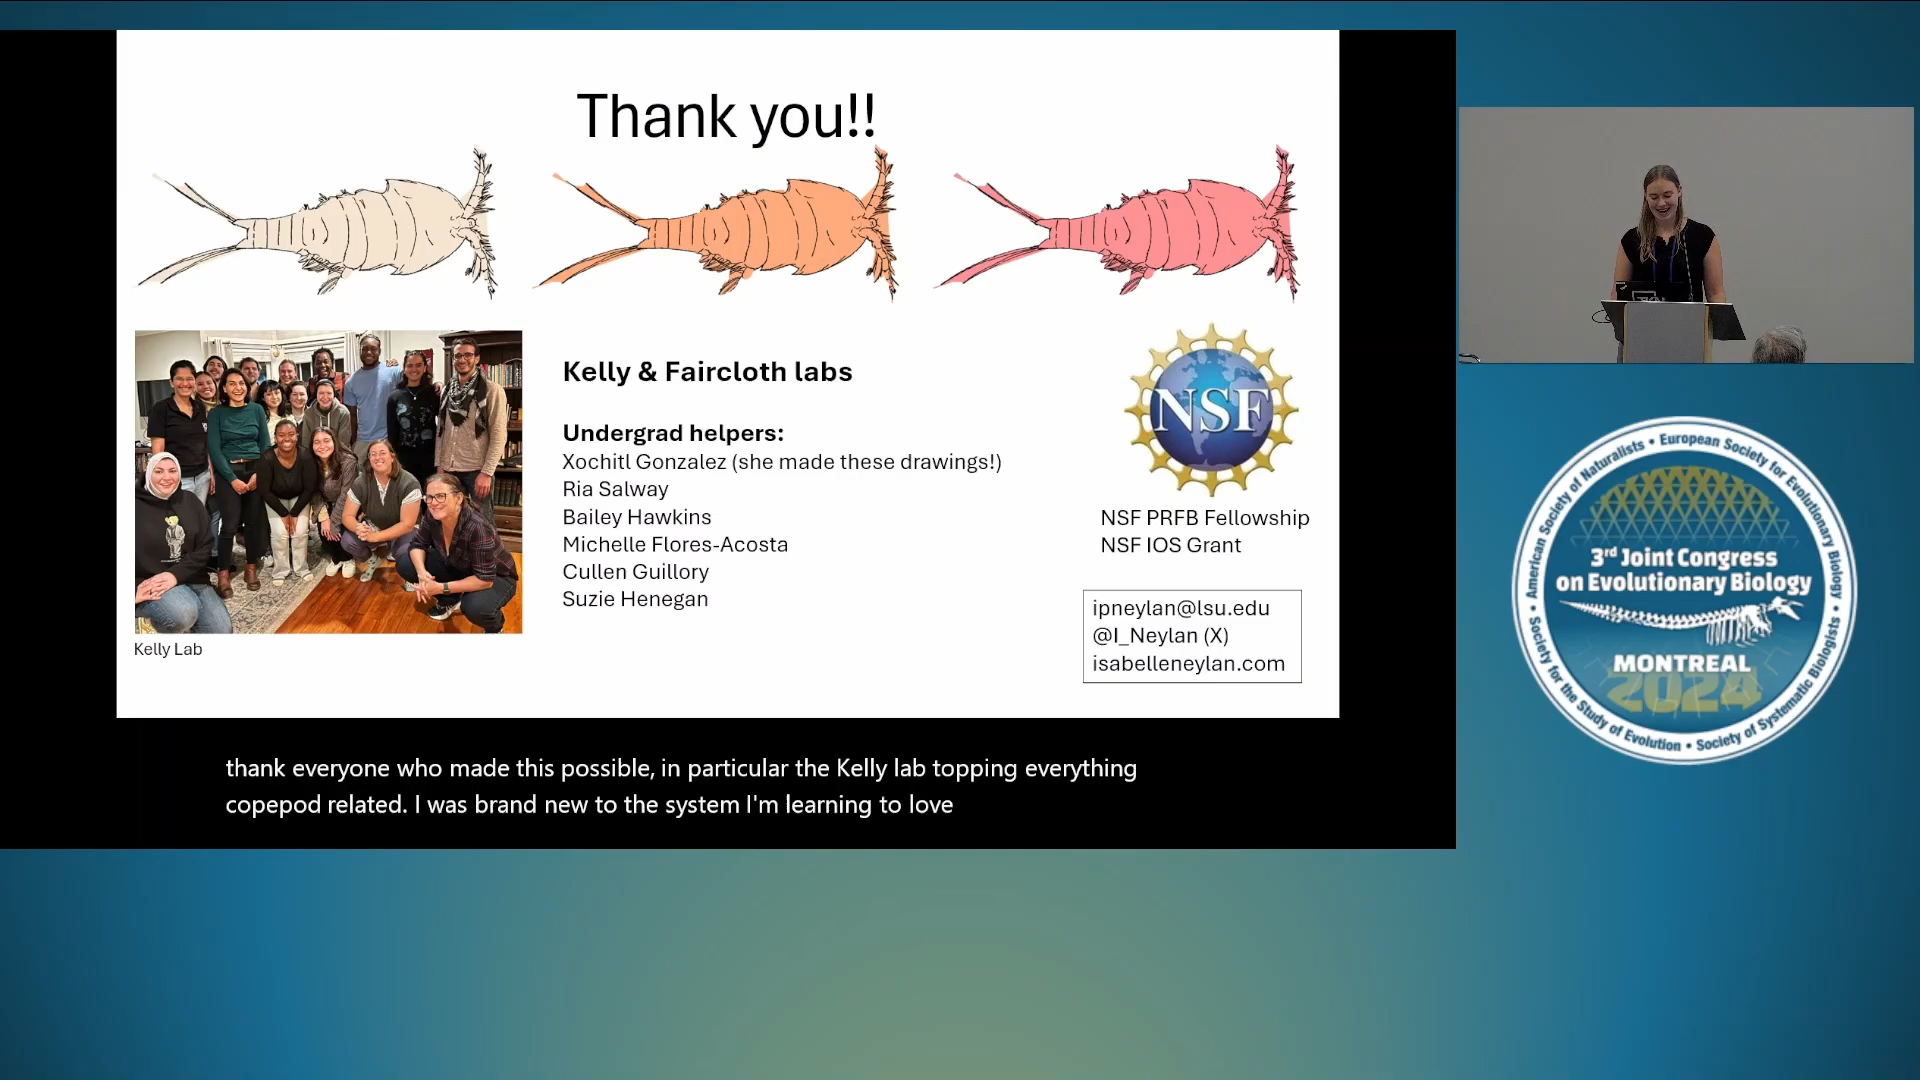 Thank you!!
Kelly & Faircloth labs
Undergrad helpers:
Xochitl Gonzalez (she made these drawings!)
Ria Salway
Bailey Hawkins
Michelle Flores-Acosta
Cullen Guillory
Suzie Henegan
Kelly Lab
NSF
NSF PRFB Fellowship
NSF IOS Grant
ipneylan@lsu.edu
@I_Neylan (X)
isabelleneylan.com
thank everyone who made this possible, in particular the Kelly lab topping everything
copepod related. I was brand new to the system I'm learning to love
American Society of Naturalists • European Society for Evolutionary Biology •
Society for the Study of Evolution • Society of Systematic Biologists •
3rd Joint Congress
on Evolutionary Biology
MONTREAL
2024